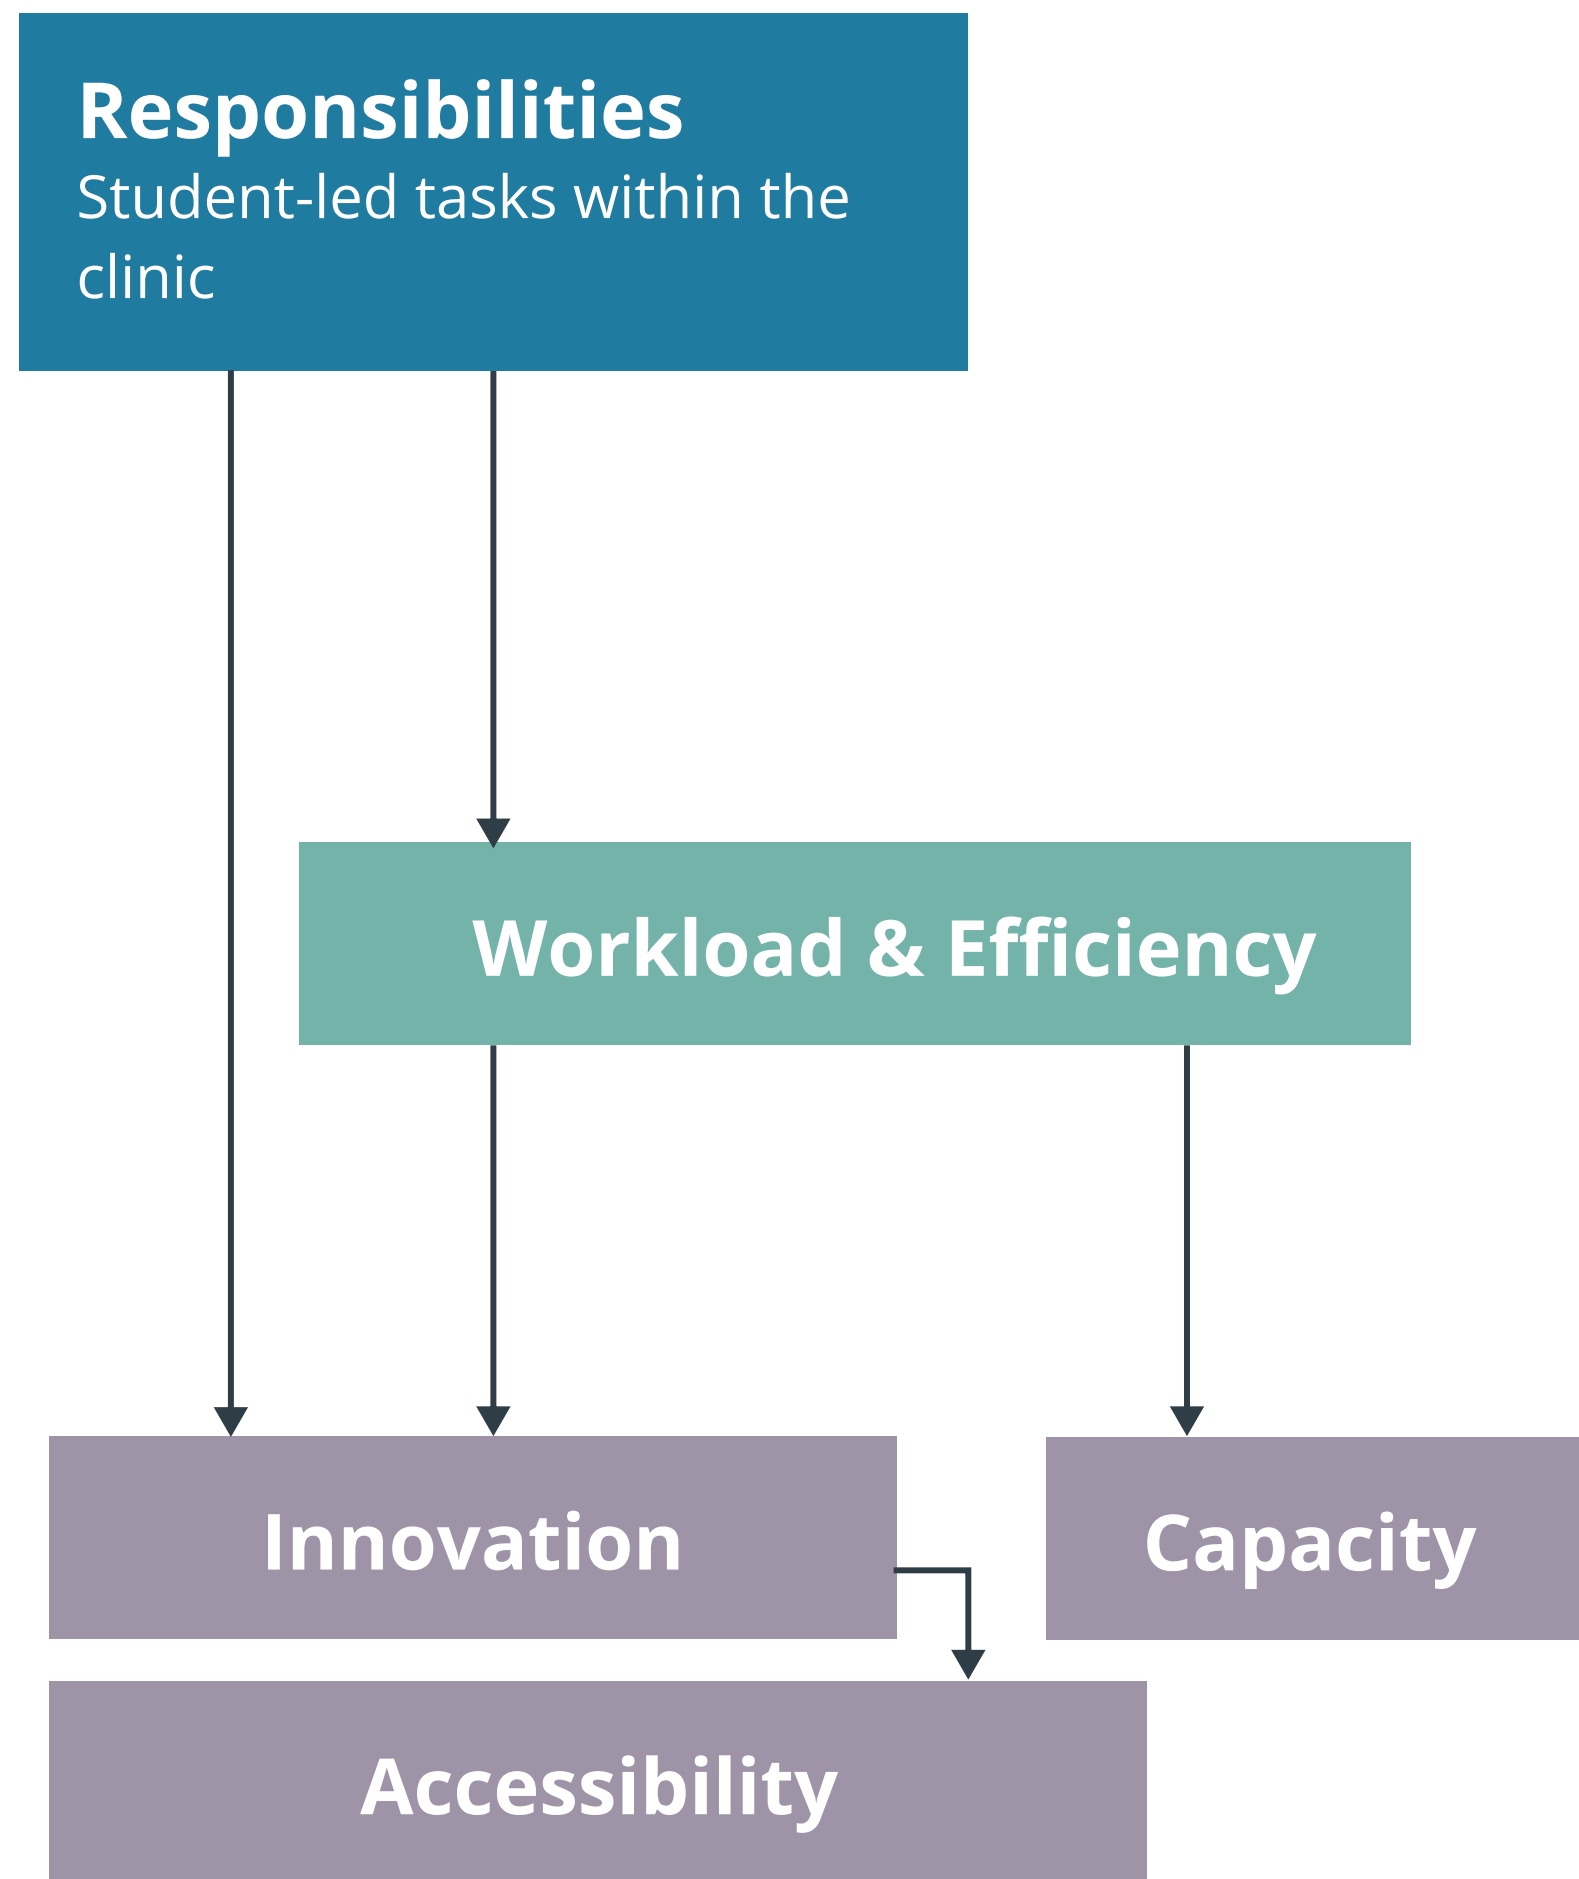 Responsibilities
Student-led tasks within the
clinic
Workload & Efficiency
Innovation
Capacity
Accessibility